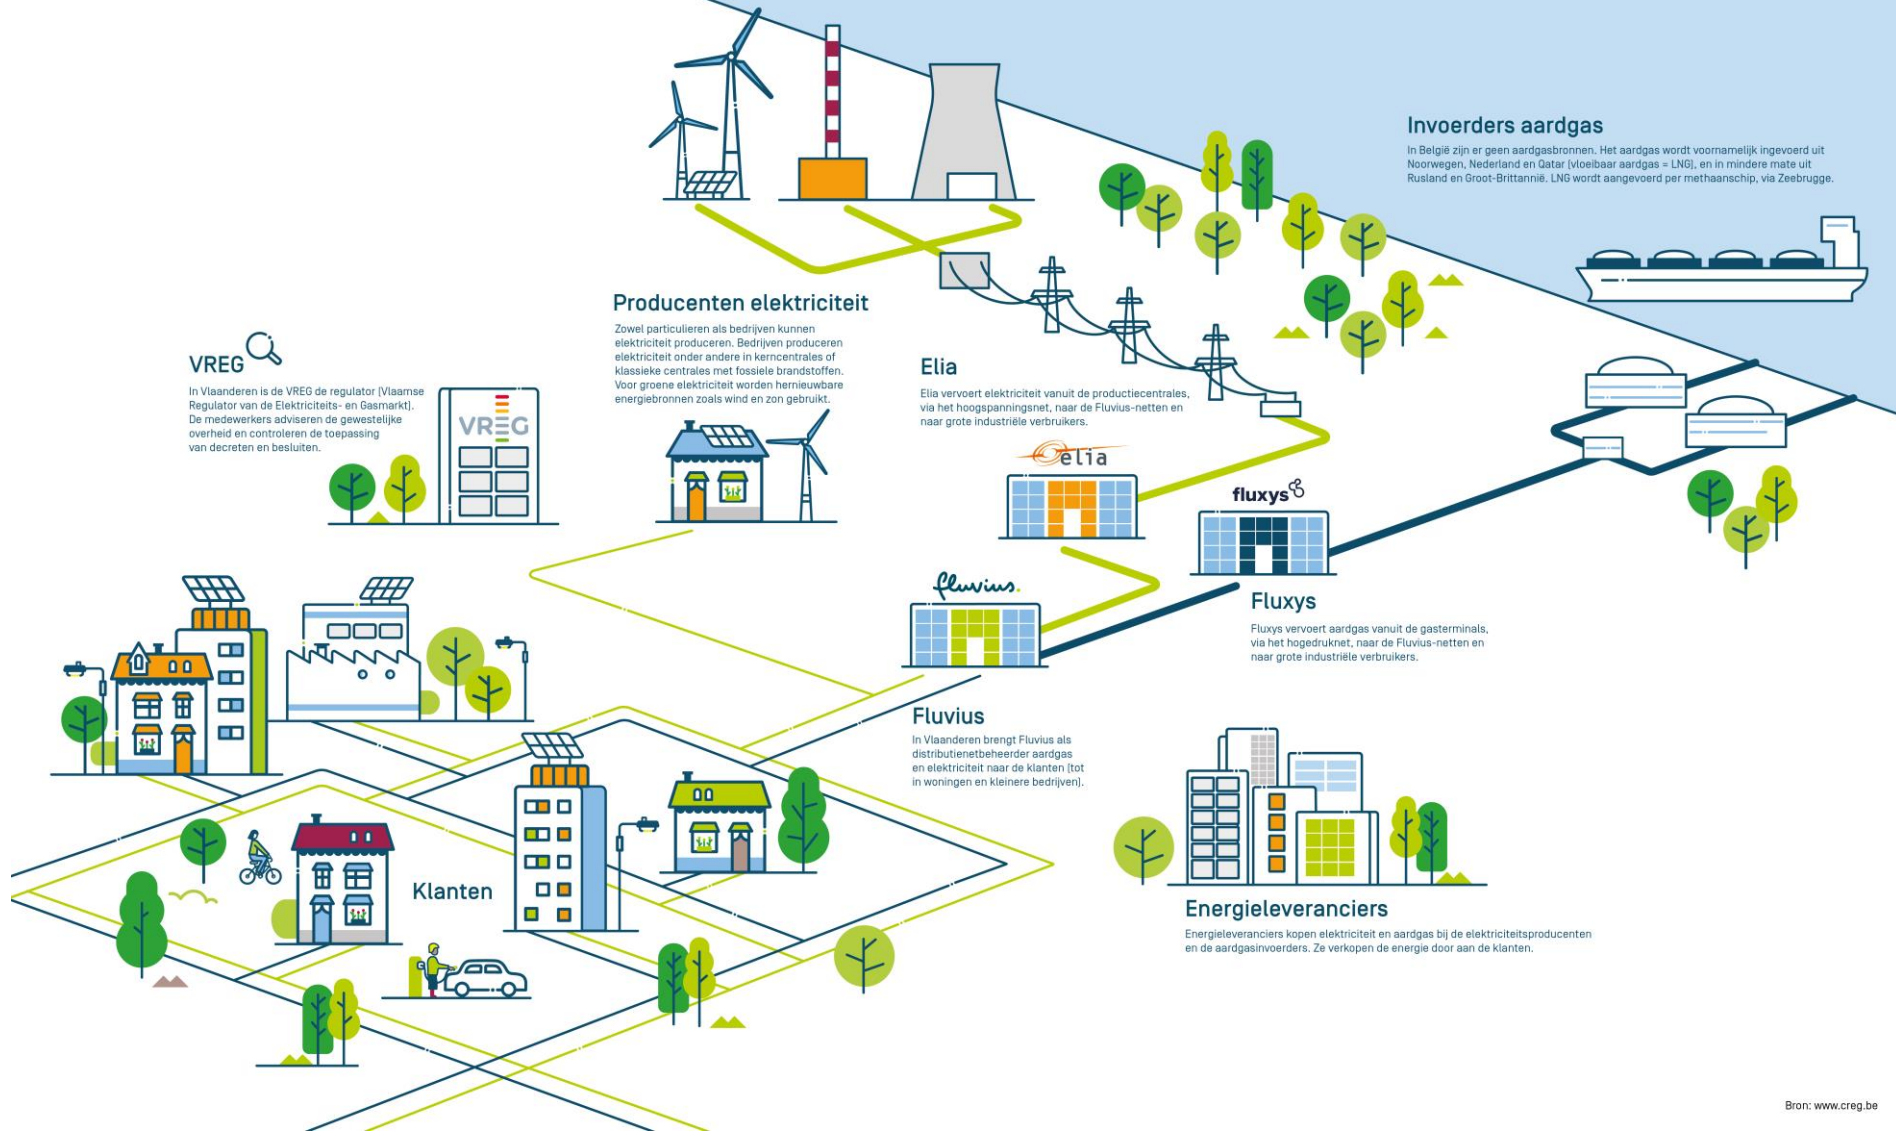 Invoerders aardgas
In België zijn er geen aardgasbronnen. Het aardgas wordt voornamelijk ingevoerd uit
Noorwegen, Nederland en Qatar (vloeibaar aardgas = LNG), en in mindere mate uit
Rusland en Groot-Brittannië. LNG wordt aangevoerd per methaanschip, via Zeebrugge.
Producenten elektriciteit
Zowel particulieren als bedrijven kunnen
elektriciteit produceren. Bedrijven produceren
elektriciteit onder andere in kerncentrales of
klassieke centrales met fossiele brandstoffen.
Voor groene elektriciteit worden hernieuwbare
energiebronnen zoals wind en zon gebruikt.
VREG
In Vlaanderen is de VREG de regulator (Vlaamse
Regulator van de Elektriciteits- en Gasmarkt).
De medewerkers adviseren de gewestelijke
overheid en controleren de toepassing
van decreten en besluiten.
VREG
Elia
Elia vervoert elektriciteit vanuit de productiecentrales,
via het hoogspanningsnet, naar de Fluvius-netten en
naar grote industriële verbruikers.
elia
fluxys
Fluxys
Fluxys vervoert aardgas vanuit de gasterminals,
via het hogedruknet, naar de Fluvius-netten en
naar grote industriële verbruikers.
fluvius.
Fluvius
In Vlaanderen brengt Fluvius als
distributienetbeheerder aardgas
en elektriciteit naar de klanten (tot
in woningen en kleinere bedrijven).
Klanten
Energieleveranciers
Energieleveranciers kopen elektriciteit en aardgas bij de elektriciteitsproducenten
en de aardgasinvoerders. Ze verkopen de energie door aan de klanten.
Bron: www.creg.be